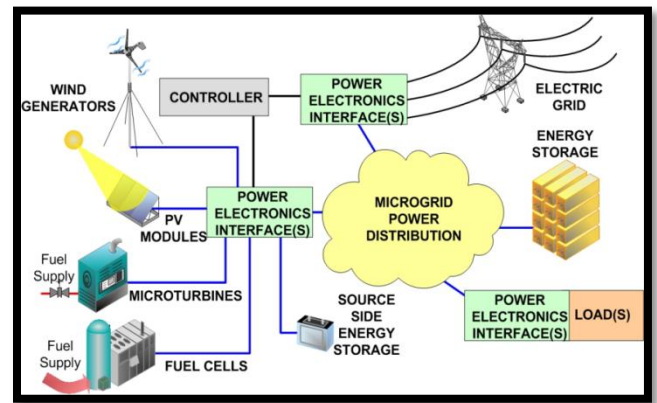 WIND
GENERATORS
CONTROLLER
POWER
ELECTRONICS
INTERFACE(S)
ELECTRIC
GRID
ENERGY
STORAGE
POWER
ELECTRONICS
INTERFACE(S)
MICROGRID
POWER
DISTRIBUTION
PV
MODULES
Fuel
Supply
MICROTURBINES
SOURCE
SIDE
ENERGY
STORAGE
POWER
ELECTRONICS
INTERFACE(S)
LOAD(S)
Fuel
Supply
FUEL CELLS